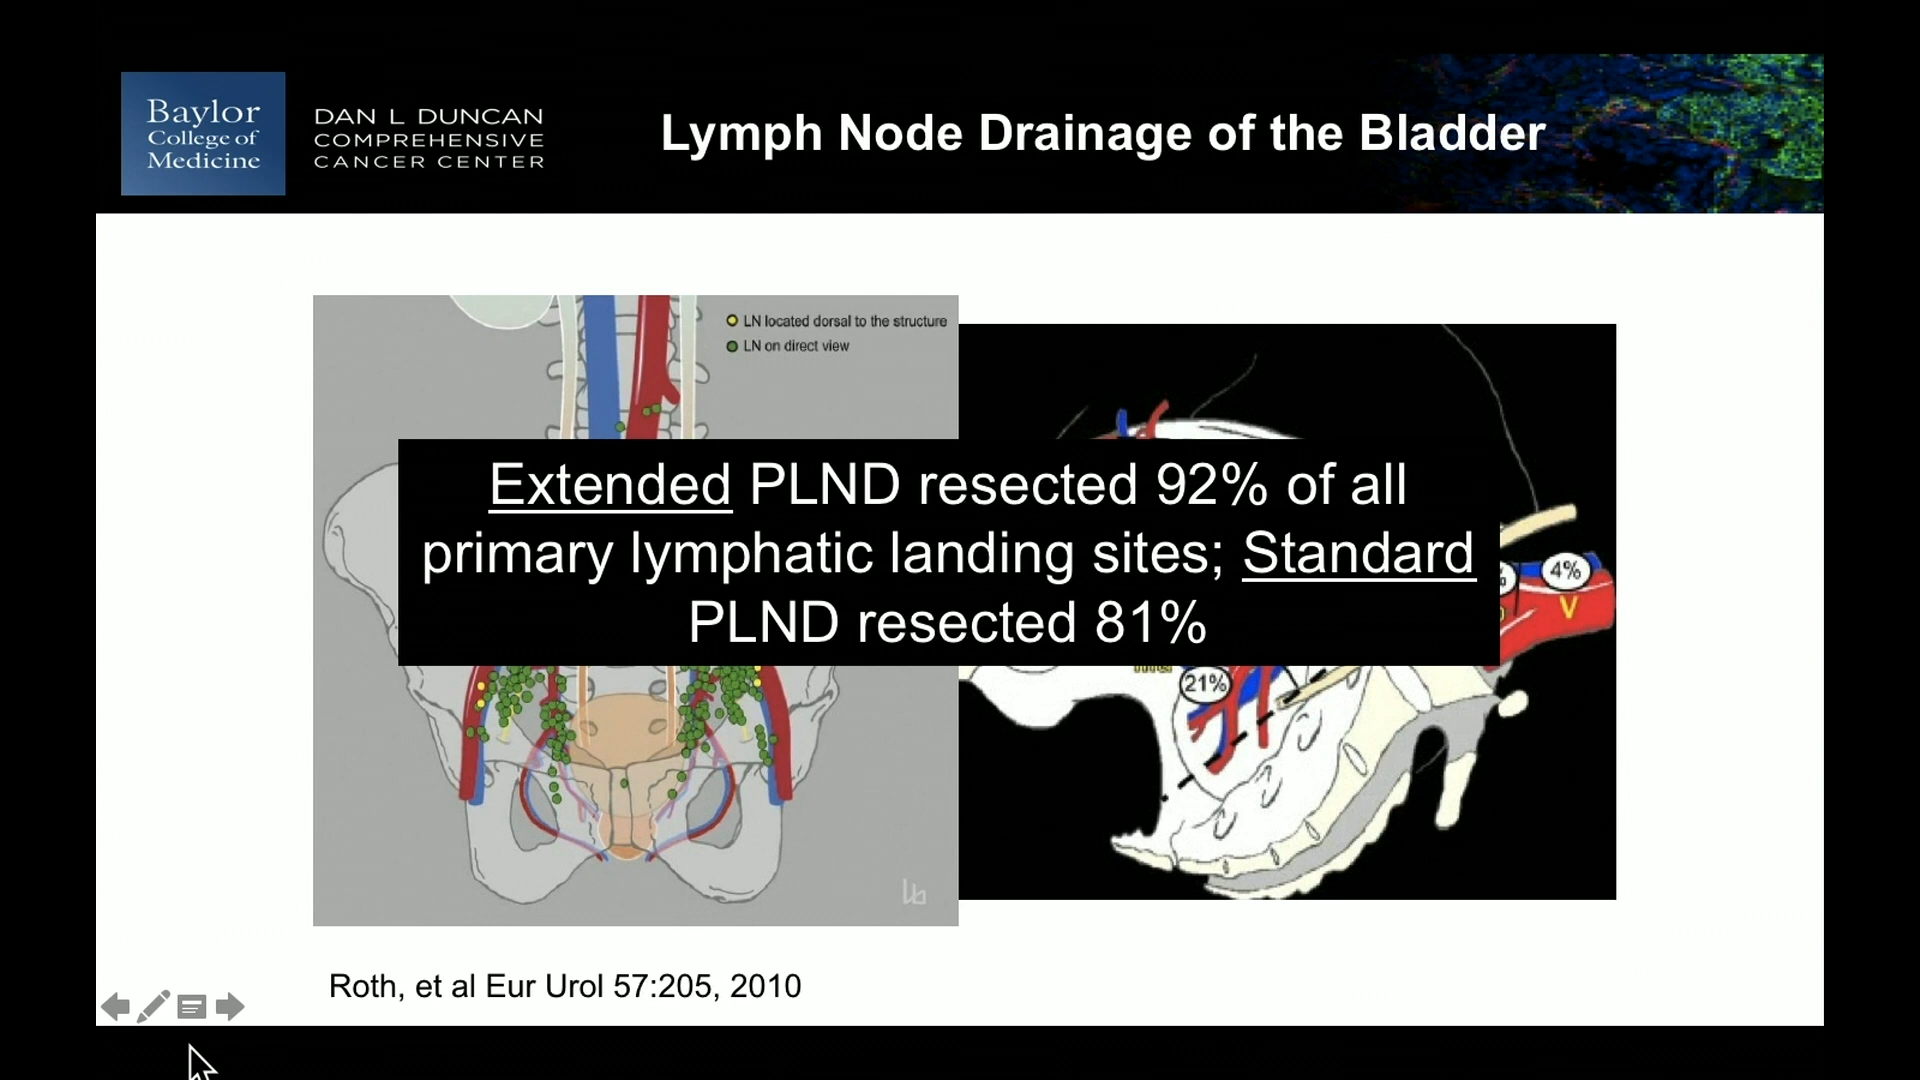 Baylor
College of
Medicine
DAN L DUNCAN
COMPREHENSIVE
CANCER CENTER
Lymph Node Drainage of the Bladder
LN located dorsal to the structure
LN on direct view
Extended PLND resected 92% of all
primary lymphatic landing sites; Standard
PLND resected 81%
4%
V
21%
Roth, et al Eur Urol 57:205, 2010